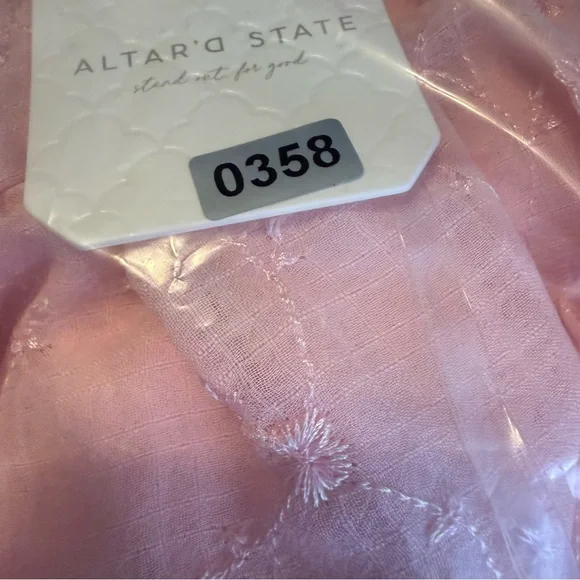 ALTAR'D STATE
stand out. for good.
0358